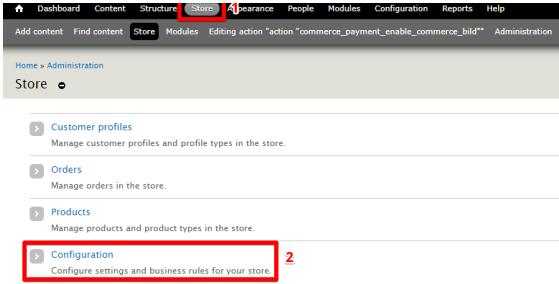 Dashboard Content Structure Store 1 Appearance People Modules Configuration Reports Help
Add content Find content Store Modules Editing action "action "commerce_payment_enable_commerce_bild"" Administration
Home » Administration
Store
Customer profiles
Manage customer profiles and profile types in the store.
Orders
Manage orders in the store.
Products
Manage products and product types in the store.
Configuration 2
Configure settings and business rules for your store.